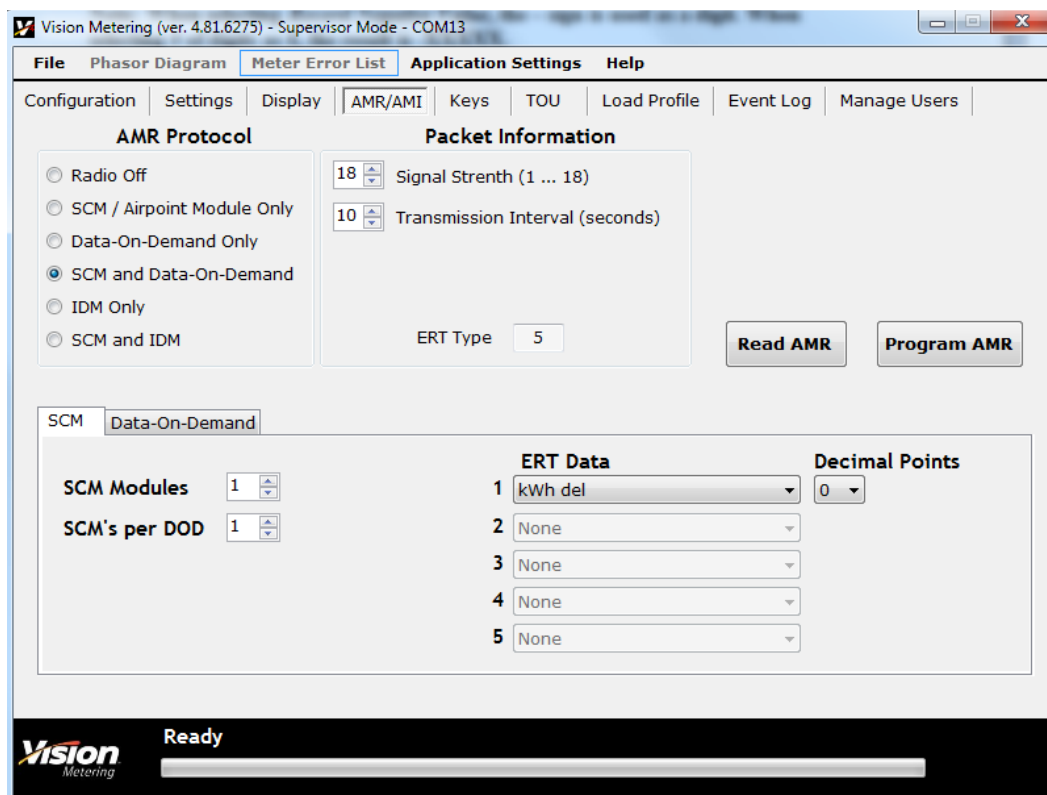 Vision Metering (ver. 4.81.6275) - Supervisor Mode - COM13
File Phasor Diagram Meter Error List Application Settings Help
Configuration Settings Display AMR/AMI Keys TOU Load Profile Event Log Manage Users
AMR Protocol Packet Information
Radio Off 18 Signal Strenth (1 ... 18)
SCM / Airpoint Module Only 10 Transmission Interval (seconds)
Data-On-Demand Only
SCM and Data-On-Demand
IDM Only
SCM and IDM ERT Type 5 Read AMR Program AMR
SCM Data-On-Demand
ERT Data Decimal Points
SCM Modules 1 1 kWh del 0
SCM's per DOD 1 2 None
3 None
4 None
5 None
Ready
Vision
Metering